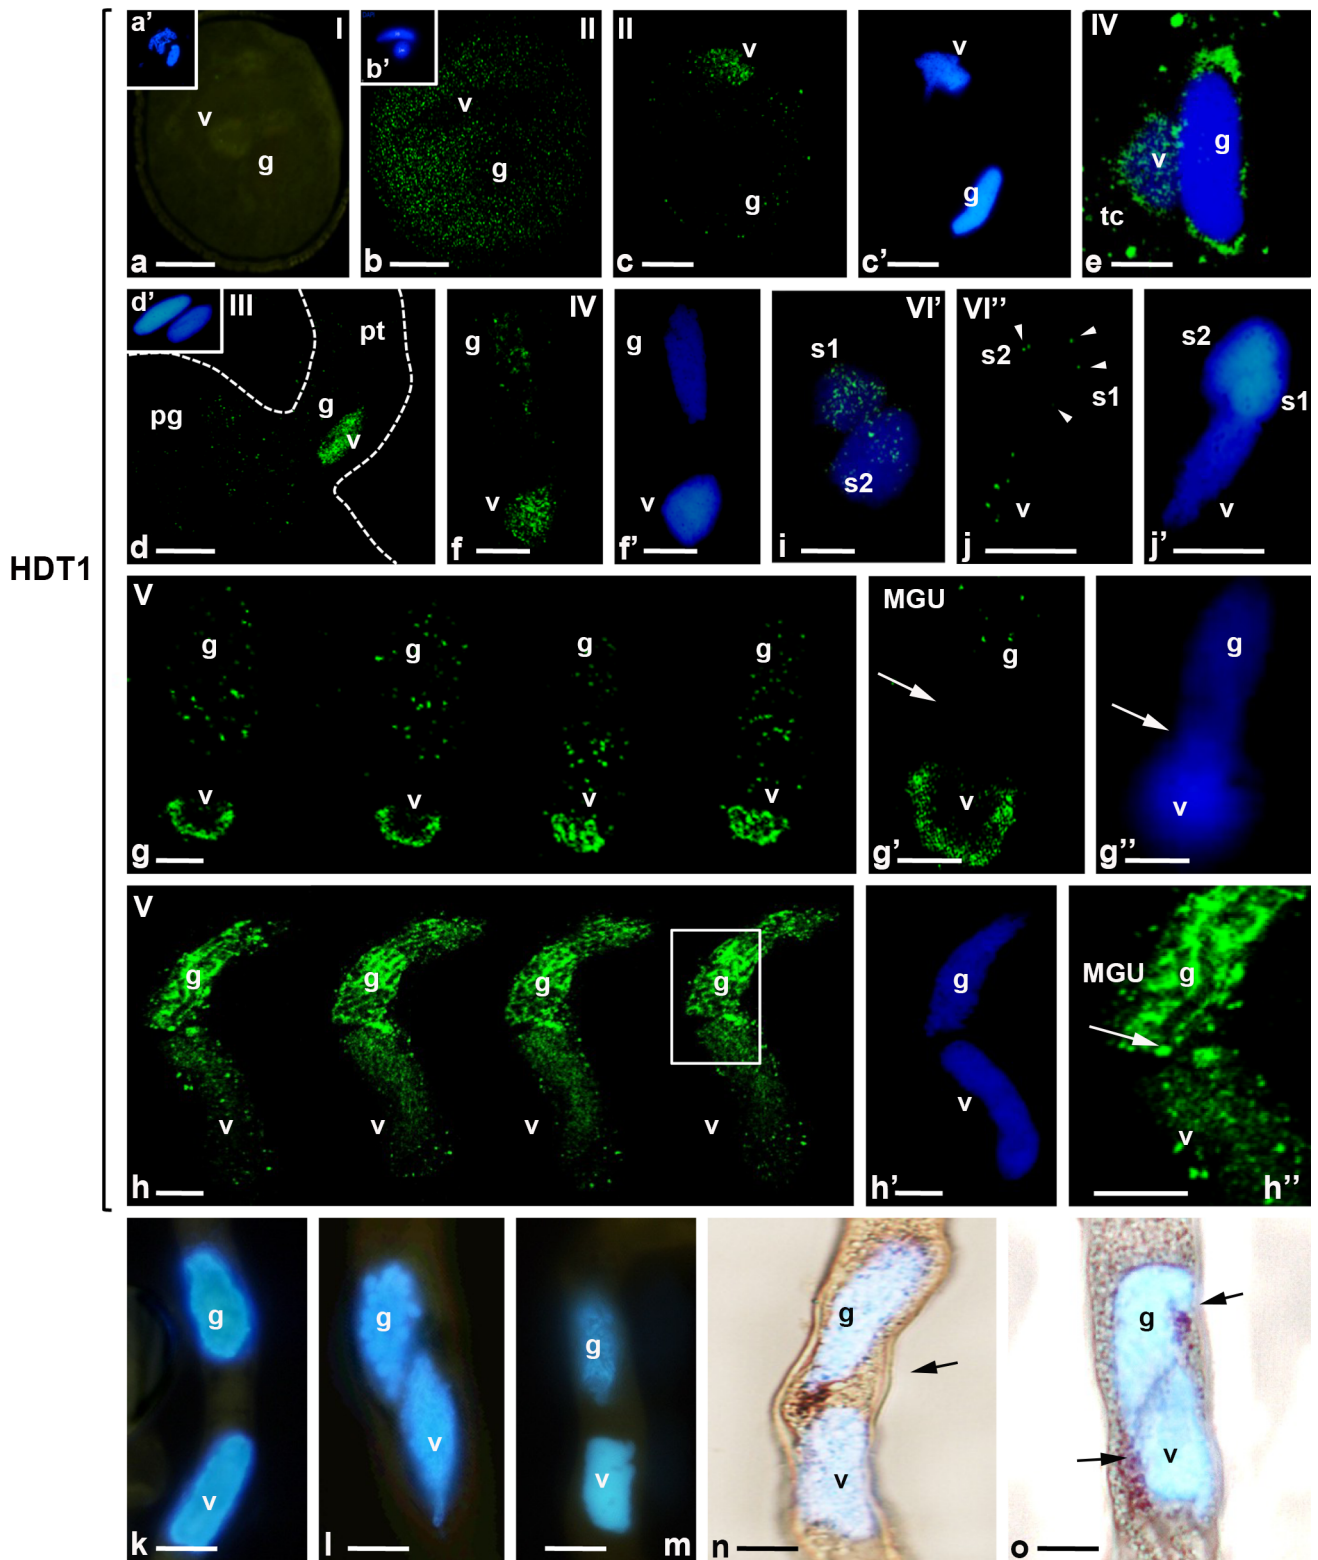 HDT1
a’ I v g a
b’ II v g b
II v g c
v g c’
IV v g tc e
d’ III pt pg g v d
IV g v f
g v f’
VI’ s1 s2 i
VI’’ s2 s1 v j
s2 s1 v j’
V g g g g v v v v g
MGU g v g’
g v g’’
V g g g g v v v v h
g v h’
MGU g v h’’
g v k
g v l
g v m
g v n
g v o